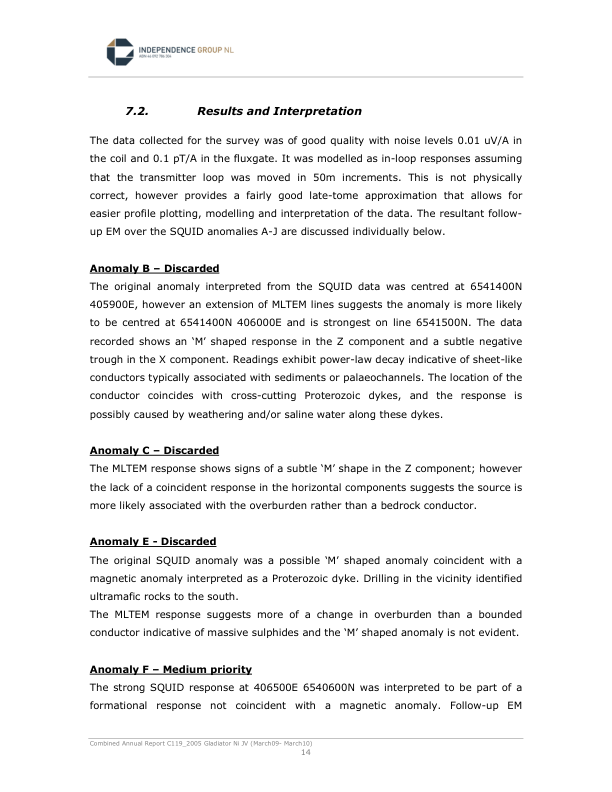 INDEPENDENCE GROUP NL
7.2. Results and Interpretation
The data collected for the survey was of good quality with noise levels 0.01 uV/A in
the coil and 0.1 pT/A in the fluxgate. It was modelled as in-loop responses assuming
that the transmitter loop was moved in 50m increments. This is not physically
correct, however provides a fairly good late-tome approximation that allows for
easier profile plotting, modelling and interpretation of the data. The resultant follow-
up EM over the SQUID anomalies A-J are discussed individually below.
Anomaly B – Discarded
The original anomaly interpreted from the SQUID data was centred at 6541400N
405900E, however an extension of MLTEM lines suggests the anomaly is more likely
to be centred at 6541400N 406000E and is strongest on line 6541500N. The data
recorded shows an ‘M’ shaped response in the Z component and a subtle negative
trough in the X component. Readings exhibit power-law decay indicative of sheet-like
conductors typically associated with sediments or palaeochannels. The location of the
conductor coincides with cross-cutting Proterozoic dykes, and the response is
possibly caused by weathering and/or saline water along these dykes.
Anomaly C – Discarded
The MLTEM response shows signs of a subtle ‘M’ shape in the Z component; however
the lack of a coincident response in the horizontal components suggests the source is
more likely associated with the overburden rather than a bedrock conductor.
Anomaly E - Discarded
The original SQUID anomaly was a possible ‘M’ shaped anomaly coincident with a
magnetic anomaly interpreted as a Proterozoic dyke. Drilling in the vicinity identified
ultramafic rocks to the south.
The MLTEM response suggests more of a change in overburden than a bounded
conductor indicative of massive sulphides and the ‘M’ shaped anomaly is not evident.
Anomaly F – Medium priority
The strong SQUID response at 406500E 6540600N was interpreted to be part of a
formational response not coincident with a magnetic anomaly. Follow-up EM
Combined Annual Report C119_2005 Gladiator Ni JV (March09- March10)
14